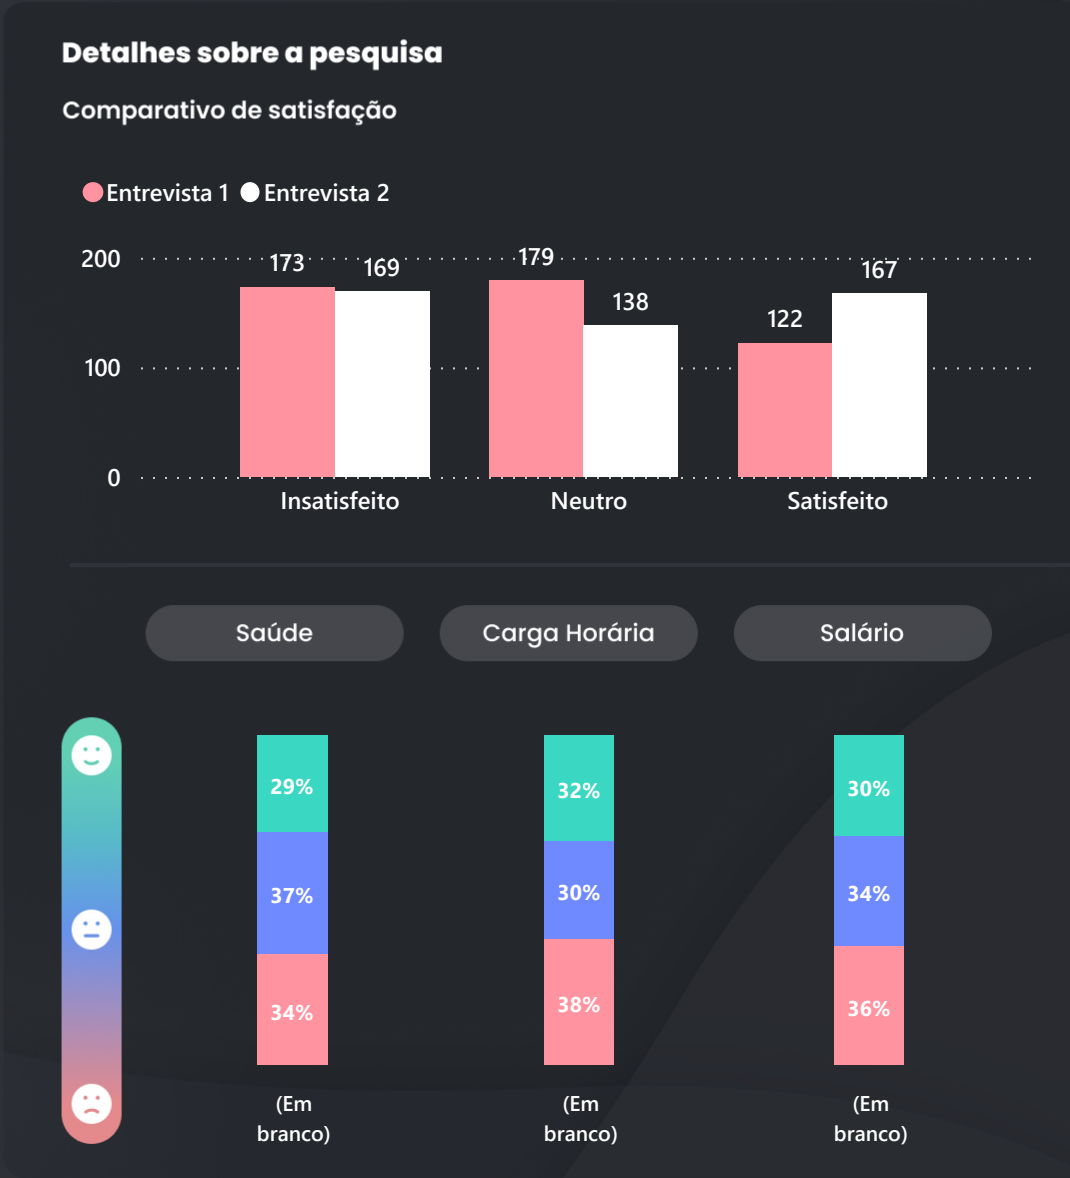 Detalhes sobre a pesquisa
Comparativo de satisfação
Entrevista 1 Entrevista 2
200
173 169 179 138 122 167
100
0
Insatisfeito Neutro Satisfeito
Saúde Carga Horária Salário
29% 32% 30%
37% 30% 34%
34% 38% 36%
(Em (Em (Em
branco) branco) branco)